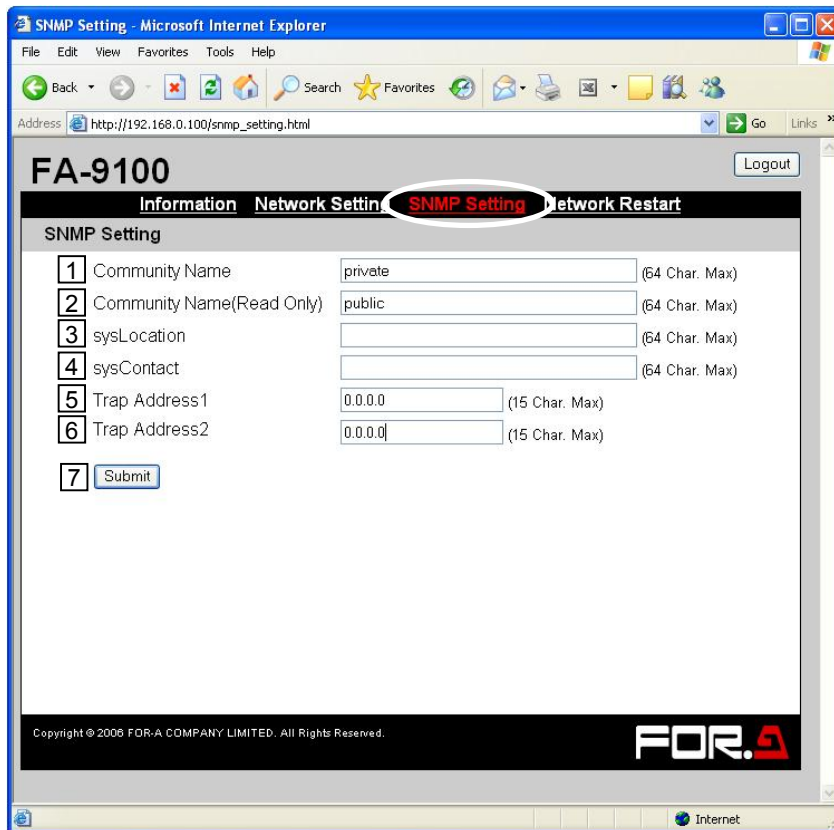 SNMP Setting - Microsoft Internet Explorer
File Edit View Favorites Tools Help
Back Search Favorites
Address http://192.168.0.100/snmp_setting.html Go Links »
FA-9100 Logout
Information Network Setting SNMP Setting Network Restart
SNMP Setting
1 Community Name private (64 Char. Max)
2 Community Name(Read Only) public (64 Char. Max)
3 sysLocation (64 Char. Max)
4 sysContact (64 Char. Max)
5 Trap Address1 0.0.0.0 (15 Char. Max)
6 Trap Address2 0.0.0.0 (15 Char. Max)
7 Submit
Copyright © 2006 FOR-A COMPANY LIMITED. All Rights Reserved. FOR.A
Internet